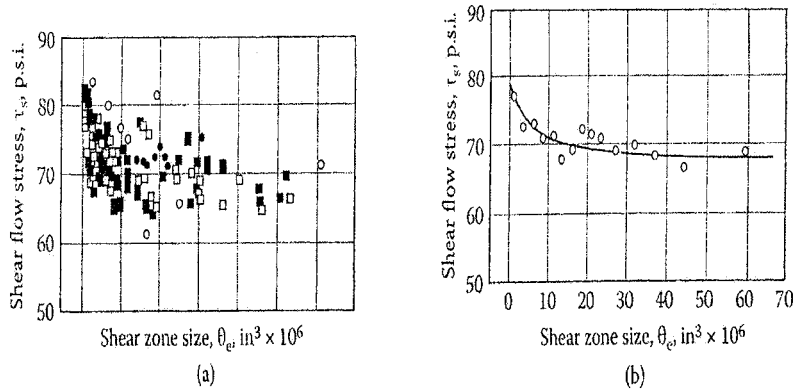 Shear flow stress, τs, p.s.i.
90
80
70
60
50
Shear zone size, θe, in³ × 10⁶
(a)
Shear flow stress, τs, p.s.i.
90
80
70
60
50
0 10 20 30 40 50 60 70
Shear zone size, θe, in³ × 10⁶
(b)